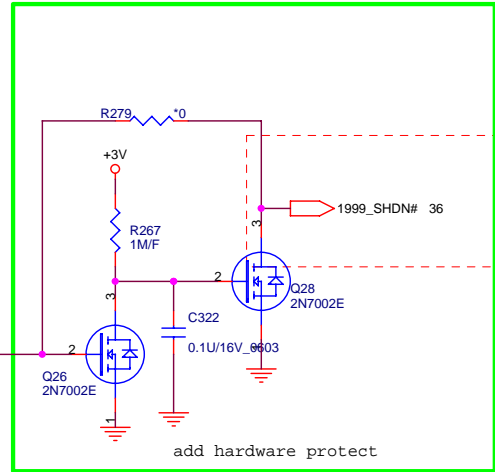 R279 *0
+3V
1999_SHDN# 36
3
R267
1M/F
3
2
Q28
2N7002E
C322
0.1U/16V_0603
1
2
Q26
2N7002E
1
add hardware protect